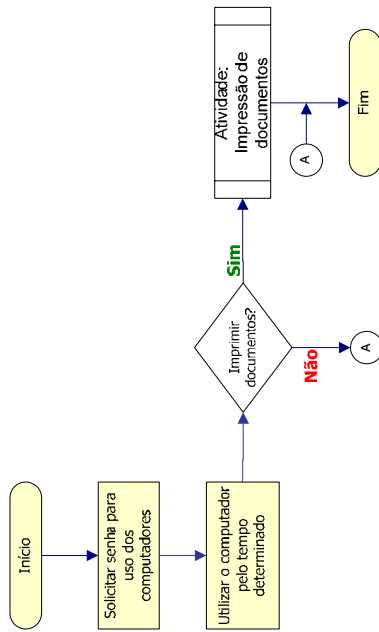 Início
Solicitar senha para
uso dos
computadores
Utilizar o computador
pelo tempo
determinado
Imprimir
documentos?
Sim
Não
A
Atividade:
Impressão de
documentos
A
Fim